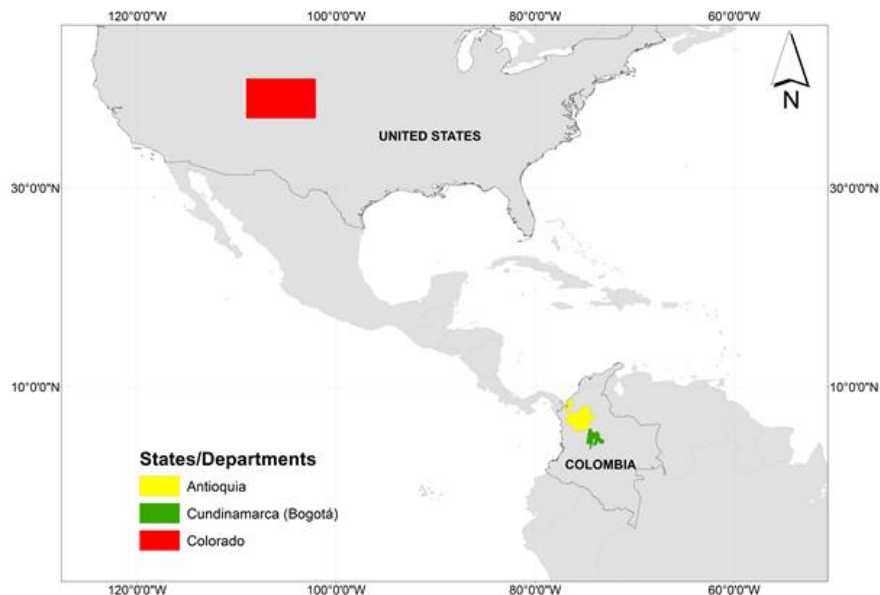 120°0'0"W 100°0'0"W 80°0'0"W 60°0'0"W
N
UNITED STATES
30°0'0"N 30°0'0"N
10°0'0"N 10°0'0"N
COLOMBIA
States/Departments
Antioquia
Cundinamarca (Bogotá)
Colorado
120°0'0"W 100°0'0"W 80°0'0"W 60°0'0"W